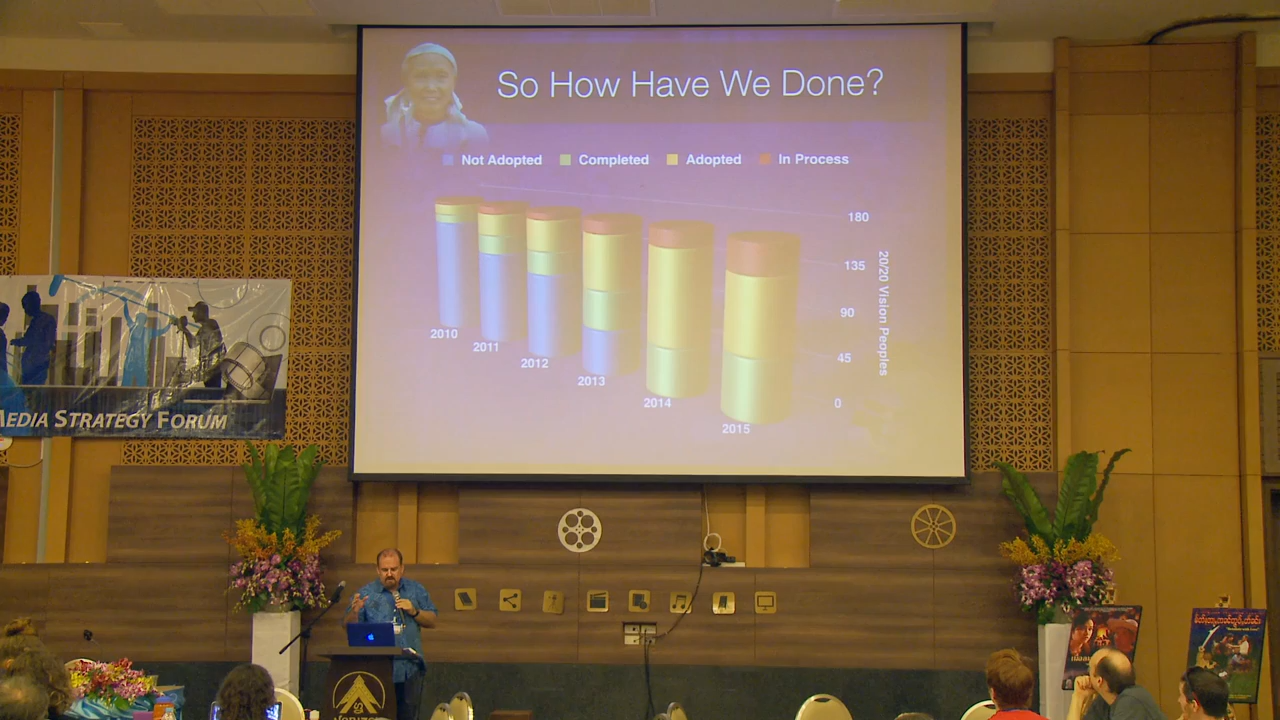 So How Have We Done?
Not Adopted Completed Adopted In Process
180
135
90
45
0
20/20 Vision Peoples
2010
2011
2012
2013
2014
2015
MEDIA STRATEGY FORUM
HORIZON